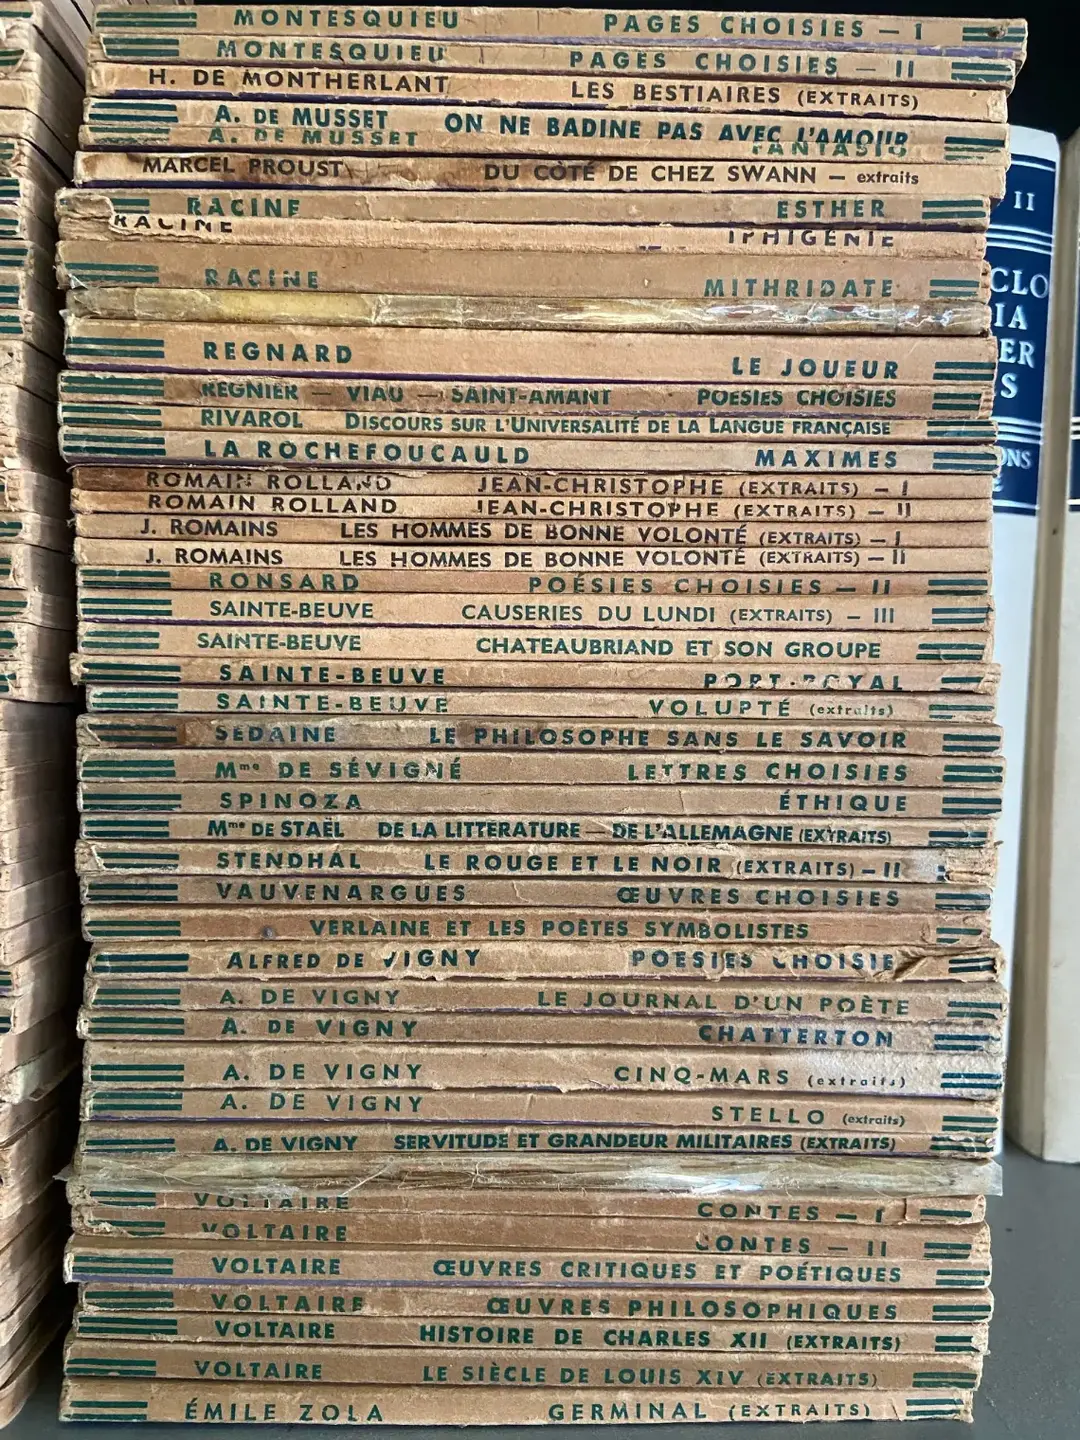 MONTESQUIEU PAGES CHOISIES — I
MONTESQUIEU PAGES CHOISIES — II
H. DE MONTHERLANT LES BESTIAIRES (EXTRAITS)
A. DE MUSSET ON NE BADINE PAS AVEC L'AMOUR
A. DE MUSSET FANTASIO
MARCEL PROUST DU CÔTÉ DE CHEZ SWANN — extraits
RACINE ESTHER
RACINE IPHIGÉNIE
RACINE MITHRIDATE
REGNARD LE JOUEUR
REGNIER — VIAU — SAINT-AMANT POESIES CHOISIES
RIVAROL DISCOURS SUR L'UNIVERSALITÉ DE LA LANGUE FRANÇAISE
LA ROCHEFOUCAULD MAXIMES
ROMAIN ROLLAND JEAN-CHRISTOPHE (EXTRAITS) — I
ROMAIN ROLLAND JEAN-CHRISTOPHE (EXTRAITS) — II
J. ROMAINS LES HOMMES DE BONNE VOLONTÉ (EXTRAITS) — I
J. ROMAINS LES HOMMES DE BONNE VOLONTÉ (EXTRAITS) — II
RONSARD POÉSIES CHOISIES — II
SAINTE-BEUVE CAUSERIES DU LUNDI (EXTRAITS) — III
SAINTE-BEUVE CHATEAUBRIAND ET SON GROUPE
SAINTE-BEUVE PORT-ROYAL
SAINTE-BEUVE VOLUPTÉ (extraits)
SEDAINE LE PHILOSOPHE SANS LE SAVOIR
Mme DE SÉVIGNÉ LETTRES CHOISIES
SPINOZA ÉTHIQUE
Mme DE STAËL DE LA LITTÉRATURE — DE L'ALLEMAGNE (EXTRAITS)
STENDHAL LE ROUGE ET LE NOIR (EXTRAITS) — II
VAUVENARGUES ŒUVRES CHOISIES
VERLAINE ET LES POÈTES SYMBOLISTES
ALFRED DE VIGNY POESIES CHOISIE
A. DE VIGNY LE JOURNAL D'UN POÈTE
A. DE VIGNY CHATTERTON
A. DE VIGNY CINQ-MARS (extraits)
A. DE VIGNY STELLO (extraits)
A. DE VIGNY SERVITUDE ET GRANDEUR MILITAIRES (EXTRAITS)
VOLTAIRE CONTES — I
VOLTAIRE CONTES — II
VOLTAIRE ŒUVRES CRITIQUES ET POÉTIQUES
VOLTAIRE ŒUVRES PHILOSOPHIQUES
VOLTAIRE HISTOIRE DE CHARLES XII (EXTRAITS)
VOLTAIRE LE SIÈCLE DE LOUIS XIV (EXTRAITS)
ÉMILE ZOLA GERMINAL (EXTRAITS)
II
CLO
IA
ER
S
ONS